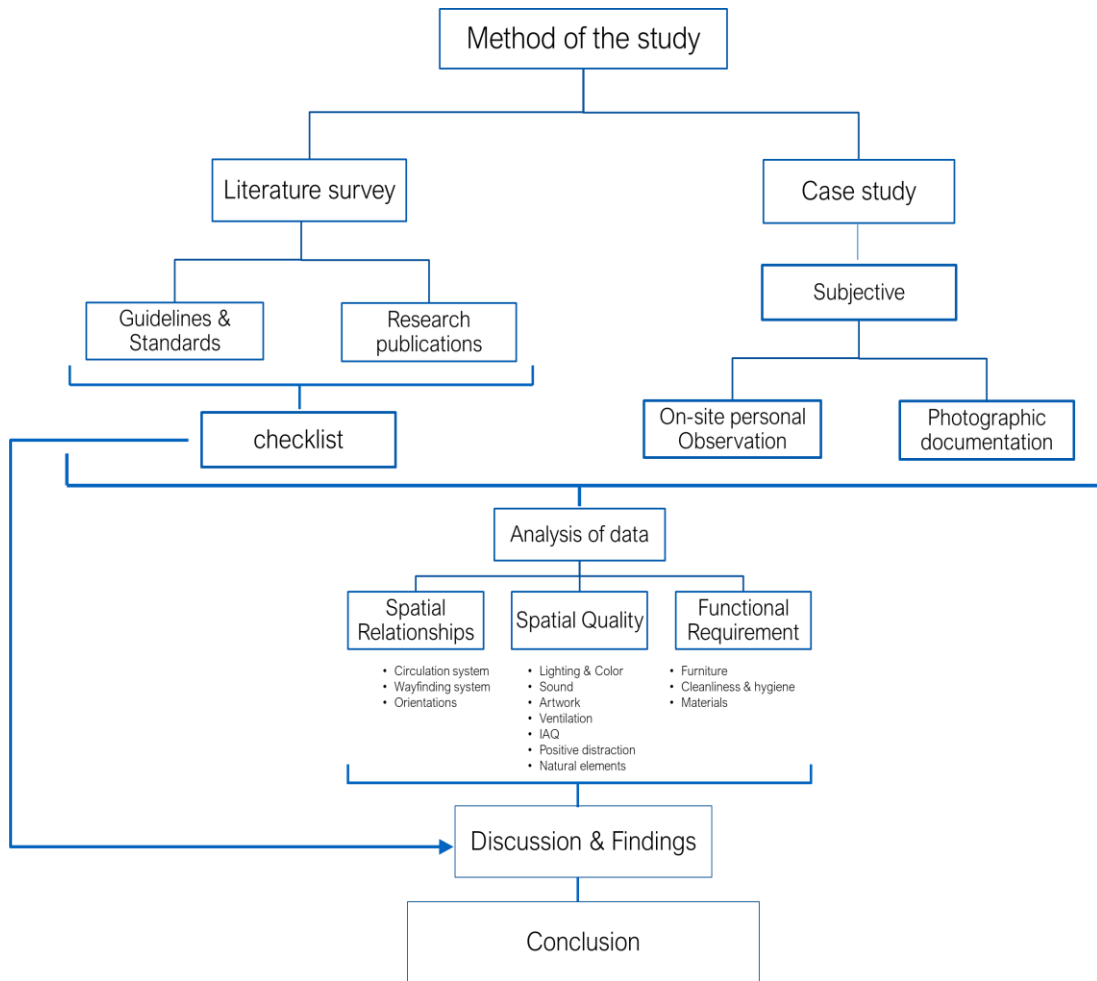 Method of the study
Literature survey
Case study
Guidelines &
Standards
Research
publications
Subjective
checklist
On-site personal
Observation
Photographic
documentation
Analysis of data
Spatial
Relationships
Spatial Quality
Functional
Requirement
• Circulation system
• Wayfinding system
• Orientations
• Lighting & Color
• Sound
• Artwork
• Ventilation
• IAQ
• Positive distraction
• Natural elements
• Furniture
• Cleanliness & hygiene
• Materials
Discussion & Findings
Conclusion